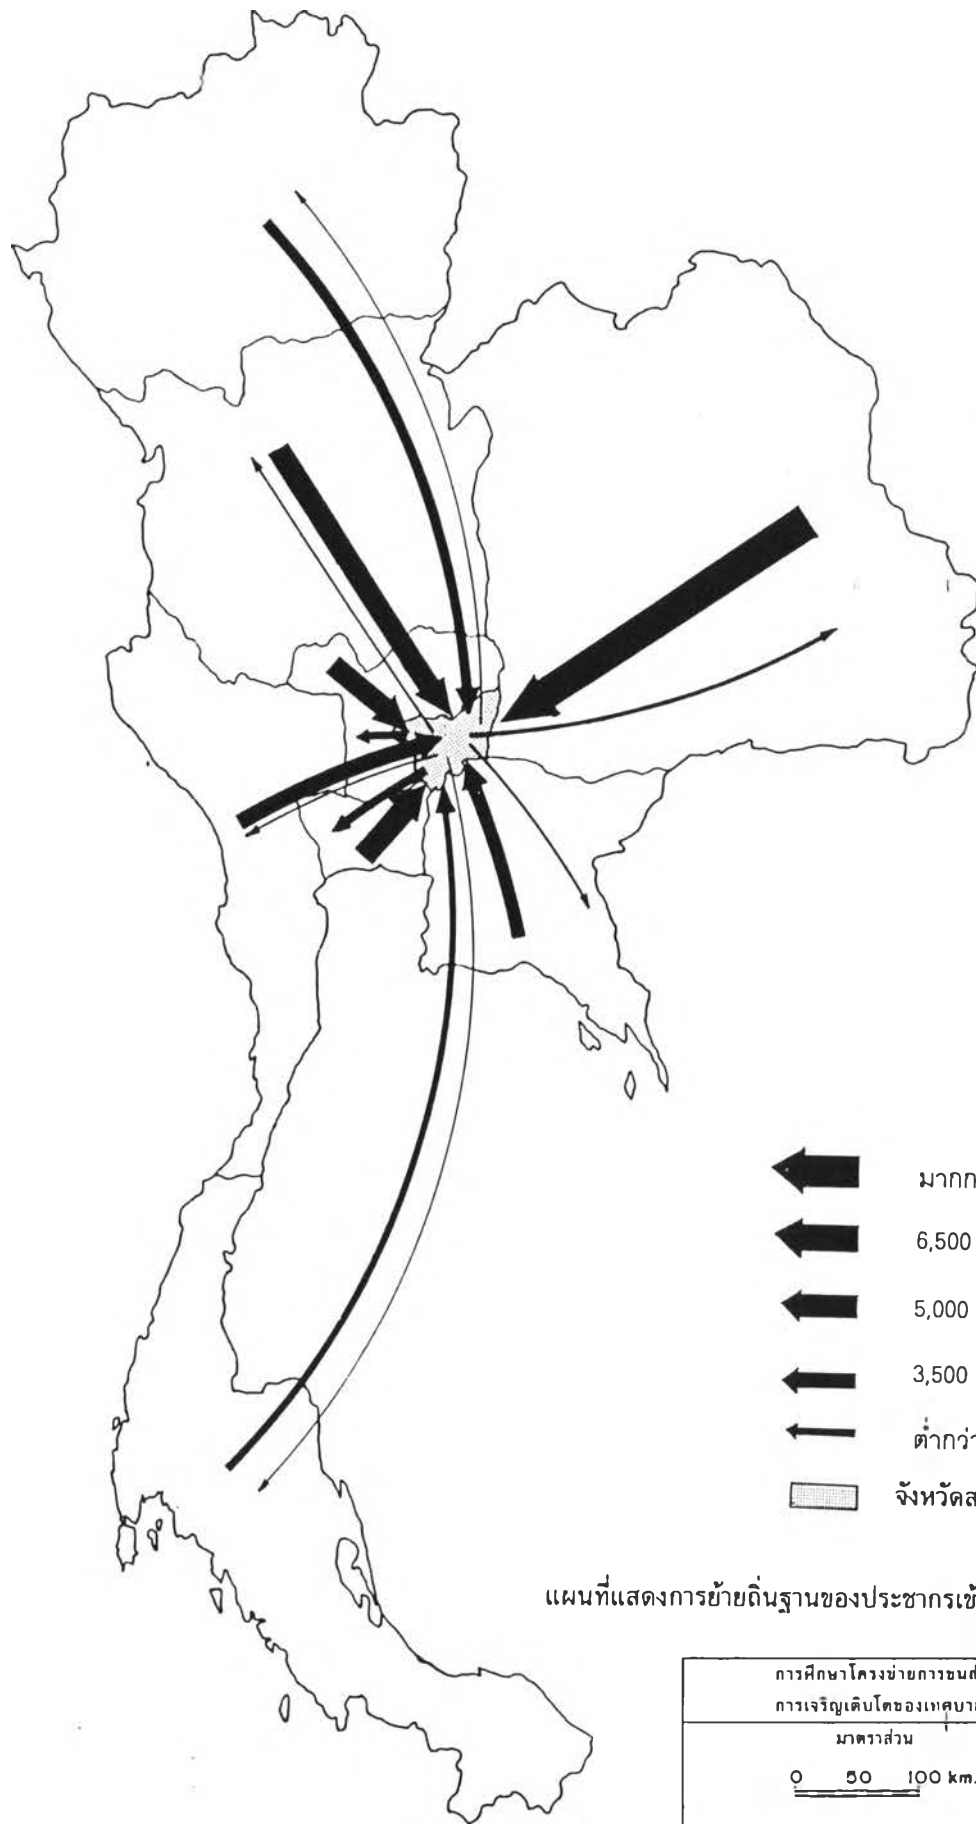 มากก
6,500
5,000
3,500
ต่ำกว่า
จังหวัดส
แผนที่แสดงการย้ายถิ่นฐานของประชากรเข้
การศึกษาโครงข่ายการขนส่
การเจริญเติบโตของเทศบา
มาตราส่วน
0 50 100 km.